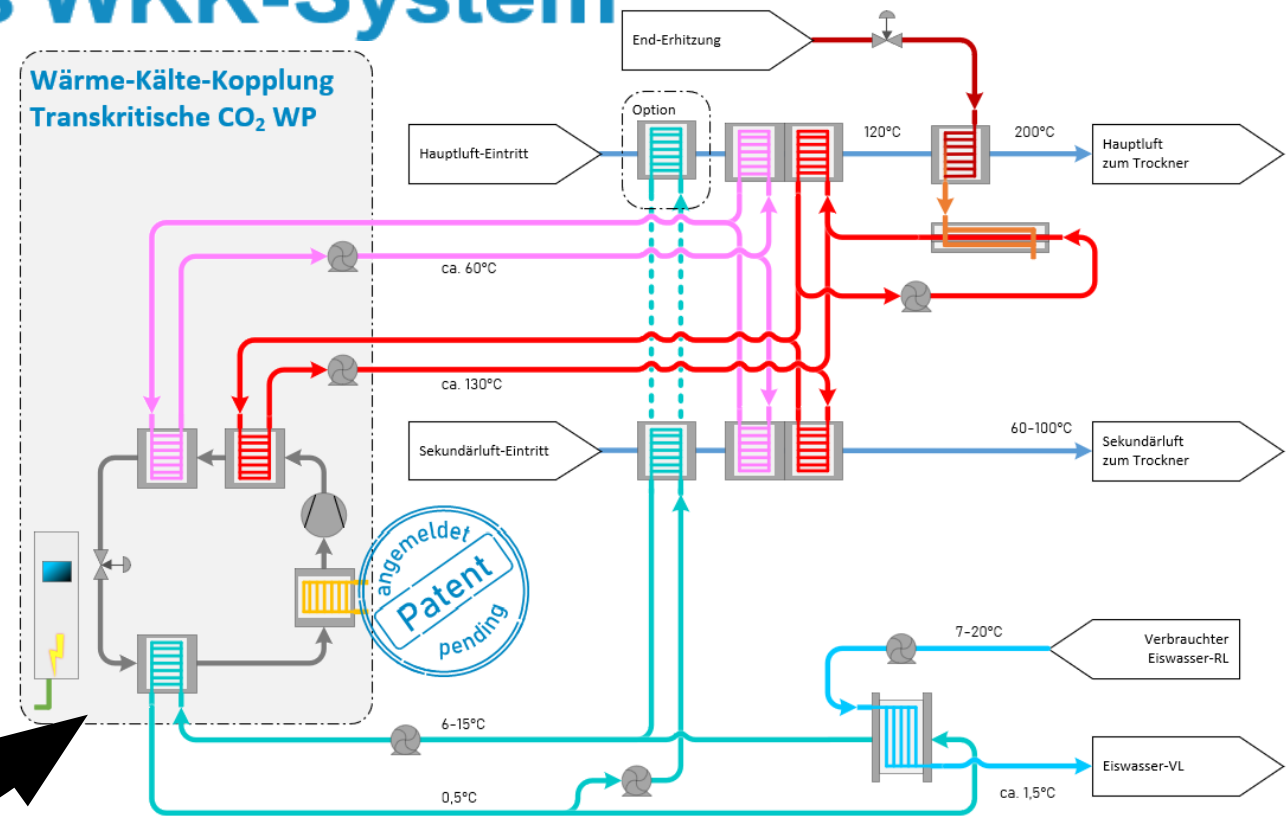 s WKK-System
End-Erhitzung
Wärme-Kälte-Kopplung
Transkritische CO₂ WP
Option
Hauptluft-Eintritt
120°C
200°C
Hauptluft
zum Trockner
ca. 60°C
ca. 130°C
Sekundärluft-Eintritt
60-100°C
Sekundärluft
zum Trockner
angemeldet
Patent
pending
7-20°C
Verbrauchter
Eiswasser-RL
6-15°C
Eiswasser-VL
0,5°C
ca. 1,5°C